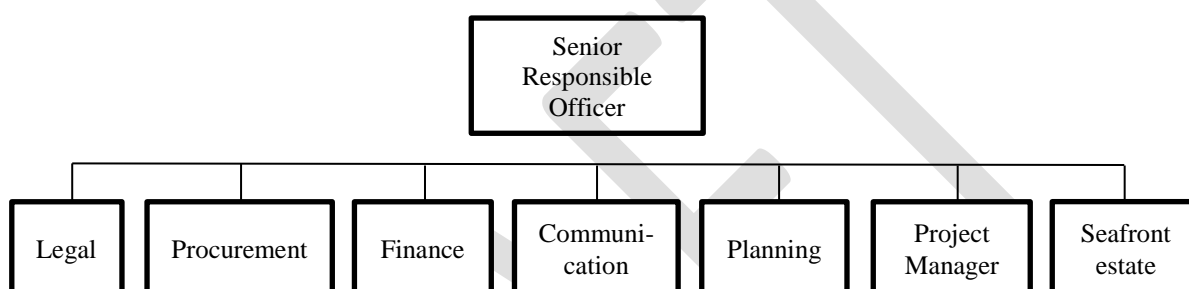 Senior
Responsible
Officer
Legal
Procurement
Finance
Communi-
cation
Planning
Project
Manager
Seafront
estate